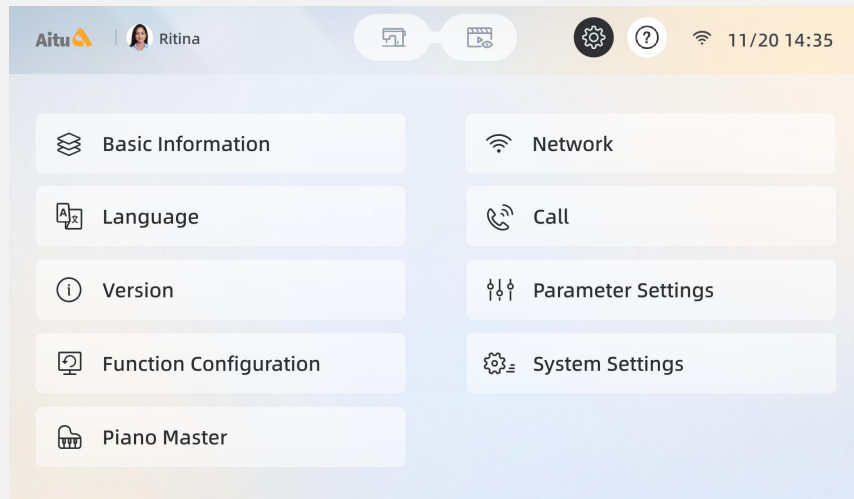 Aitu
Ritina
11/20 14:35
Basic Information
Network
Language
Call
Version
Parameter Settings
Function Configuration
System Settings
Piano Master